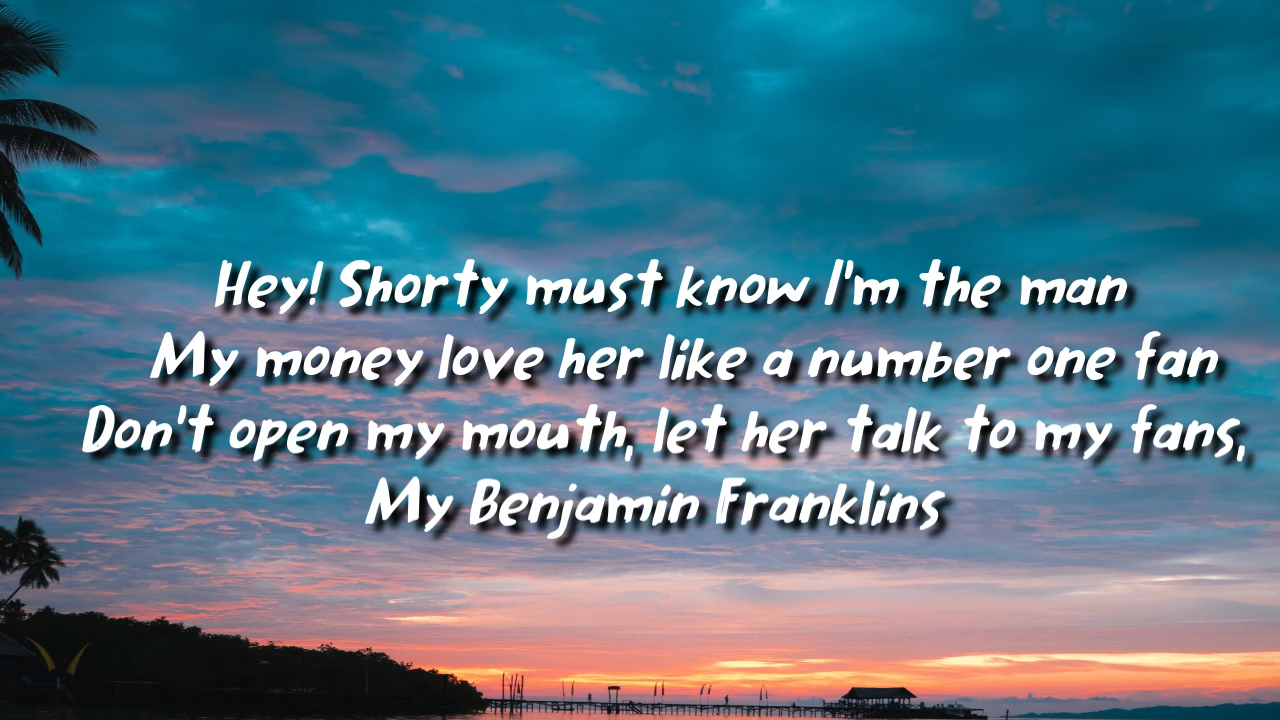 Hey! Shorty must know I'm the man
My money love her like a number one fan
Don't open my mouth, let her talk to my fans,
My Benjamin Franklins